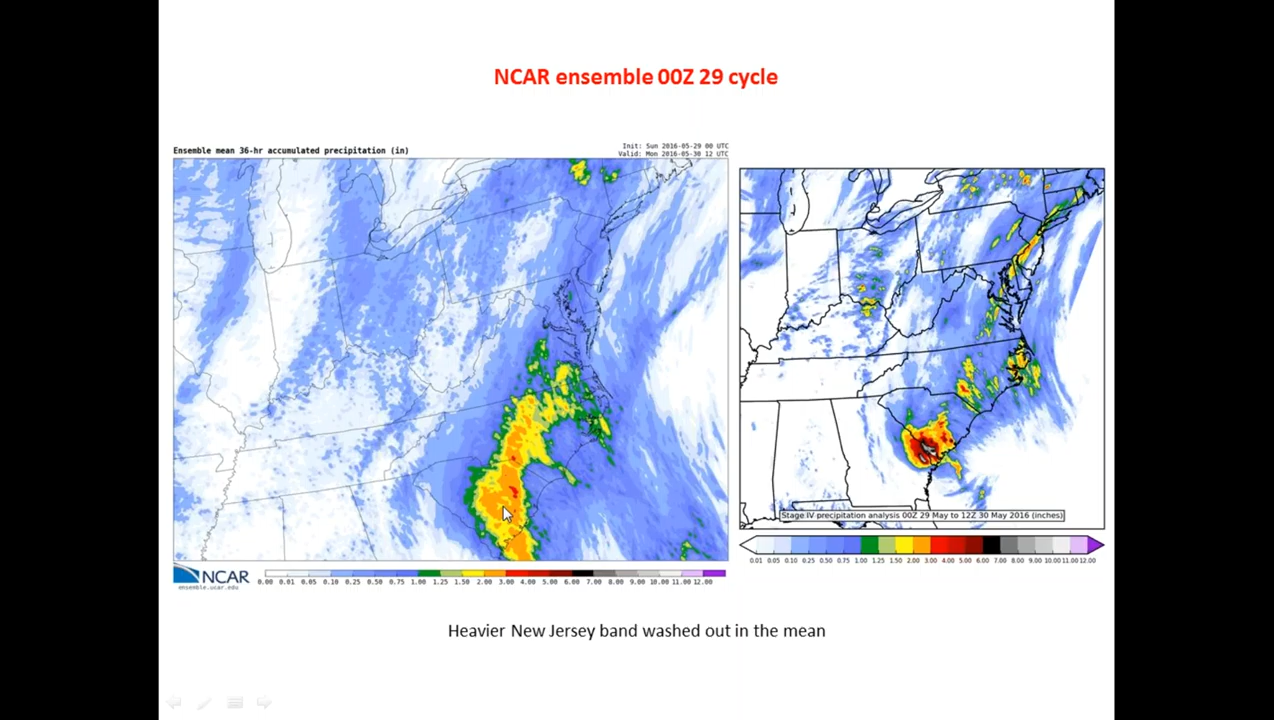 NCAR ensemble 00Z 29 cycle
Ensemble mean 36-hr accumulated precipitation (in)
Init: Sun 2016-05-29 00 UTC
Valid: Mon 2016-05-30 12 UTC
Stage IV precipitation analysis 00Z 29 May to 12Z 30 May 2016 (inches)
NCAR
ensemble.ucar.edu
0.00 0.01 0.05 0.10 0.25 0.50 0.75 1.00 1.25 1.50 2.00 3.00 4.00 5.00 6.00 7.00 8.00 9.00 10.00 11.00 12.00
0.01 0.05 0.10 0.25 0.50 0.75 1.00 1.25 1.50 2.00 3.00 4.00 5.00 6.00 7.00 8.00 9.00 10.00 11.00 12.00
Heavier New Jersey band washed out in the mean